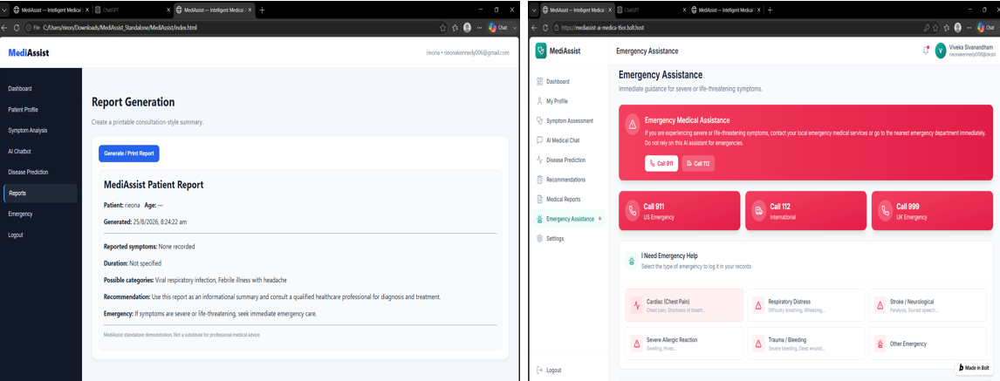 MediAssist — Intelligent Medical
ChatGPT
MediAssist — Intelligent Medical
File C:/Users/rieon/Downloads/MediAssist_Standalone/MediAssist/index.html
Chat
MediAssist
rieona • rieonakennedy006@gmail.com
Dashboard
Patient Profile
Symptom Analysis
AI Chatbot
Disease Prediction
Reports
Emergency
Logout
Report Generation
Create a printable consultation-style summary.
Generate / Print Report
MediAssist Patient Report
Patient: rieona Age: —
Generated: 25/8/2026, 8:24:22 am
Reported symptoms: None recorded
Duration: Not specified
Possible categories: Viral respiratory infection, Febrile illness with headache
Recommendation: Use this report as an informational summary and consult a qualified healthcare professional for diagnosis and treatment.
Emergency: If symptoms are severe or life-threatening, seek immediate emergency care.
MediAssist standalone demonstration. Not a substitute for professional medical advice.
MediAssist — Intelligent Medical
ChatGPT
MediAssist — Intelligent Medical
Chat
MediAssist
Emergency Assistance
Viveka Sivanandham
Dashboard
My Profile
Symptom Assessment
AI Medical Chat
Disease Prediction
Recommendations
Medical Reports
Emergency Assistance
Settings
Logout
Emergency Assistance
Immediate guidance for severe or life-threatening symptoms.
Emergency Medical Assistance
If you are experiencing severe or life-threatening symptoms, contact your local emergency medical services or go to the nearest emergency department immediately.
Do not rely on this AI assistant for emergencies.
Call 911
Call 112
Call 911
US Emergency
Call 112
International
Call 999
UK Emergency
I Need Emergency Help
Select the type of emergency to log it in your records
Cardiac (Chest Pain)
Chest pain, Shortness of breath...
Respiratory Distress
Difficulty breathing, Wheezing...
Stroke / Neurological
Paralysis, Slurred speech...
Severe Allergic Reaction
Swelling, Hives...
Trauma / Bleeding
Severe bleeding, Deep wound...
Other Emergency
Made in Bolt